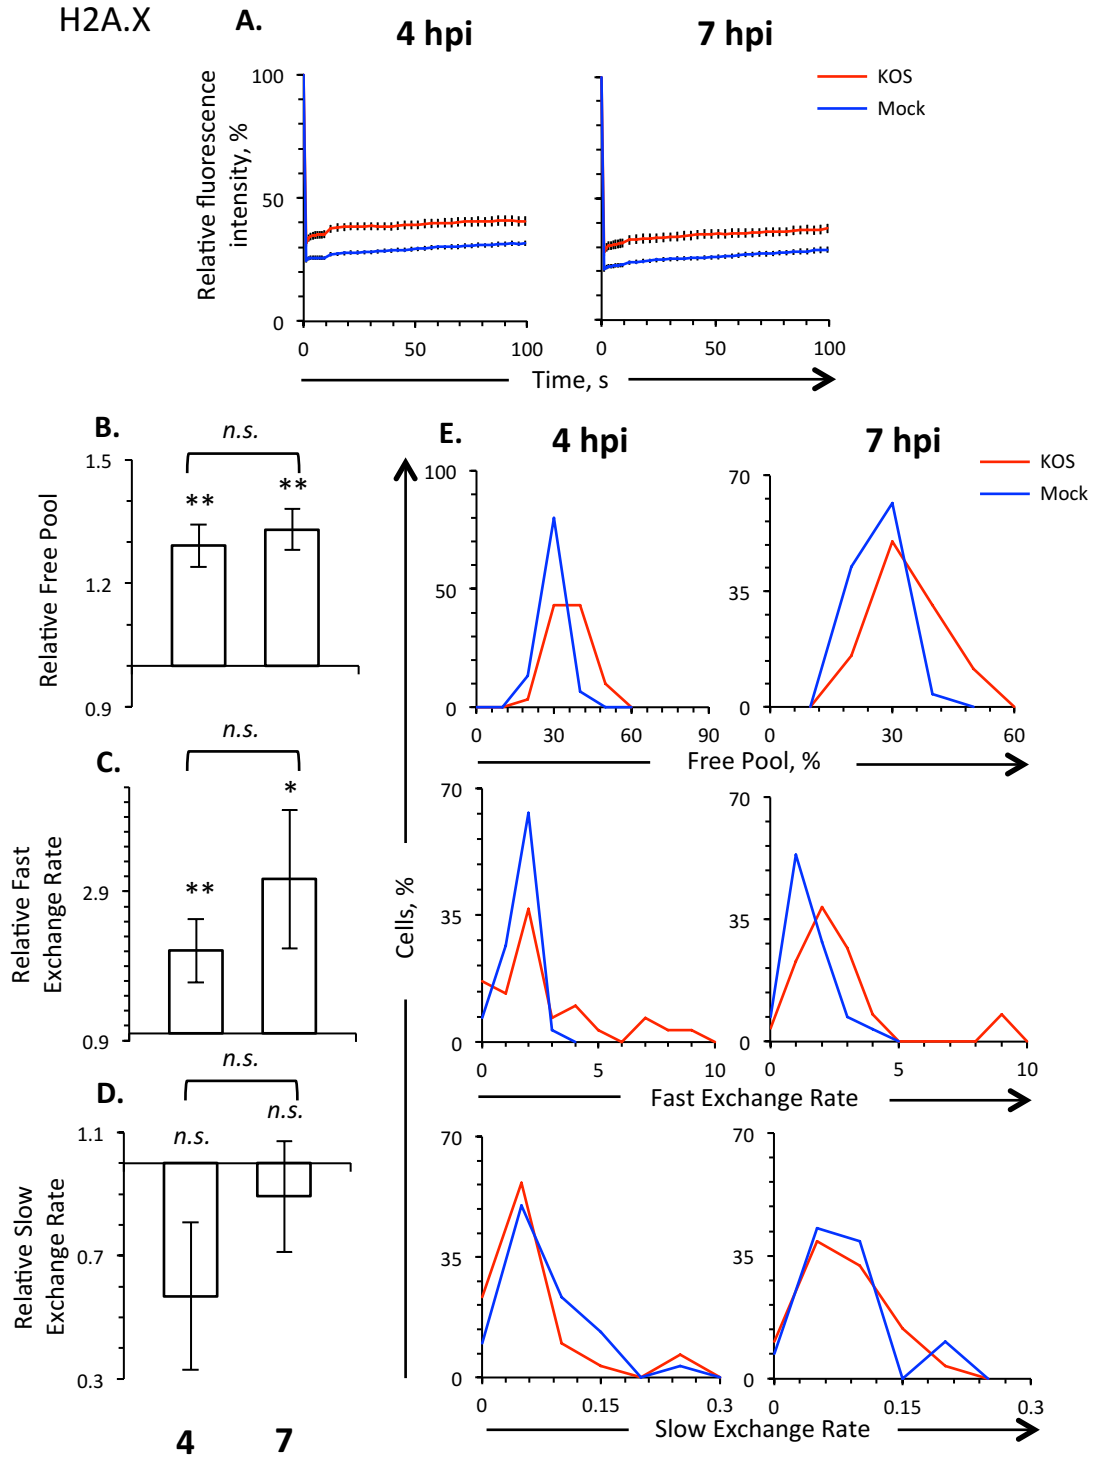 H2A.X
A.
4 hpi
7 hpi
KOS
Mock
Relative fluorescence
intensity, %
100
50
0
0
50
100
0
50
100
Time, s
B.
n.s.
1.5
**
**
1.2
0.9
Relative Free Pool
C.
n.s.
*
**
2.9
0.9
Relative Fast
Exchange Rate
D.
n.s.
n.s.
n.s.
1.1
0.7
0.3
Relative Slow
Exchange Rate
4
7
E.
4 hpi
7 hpi
KOS
Mock
Cells, %
100
50
0
0
30
60
90
70
35
0
0
30
60
Free Pool, %
70
35
0
0
5
10
70
35
0
0
5
10
Fast Exchange Rate
70
35
0
0
0.15
0.3
70
35
0
0
0.15
0.3
Slow Exchange Rate